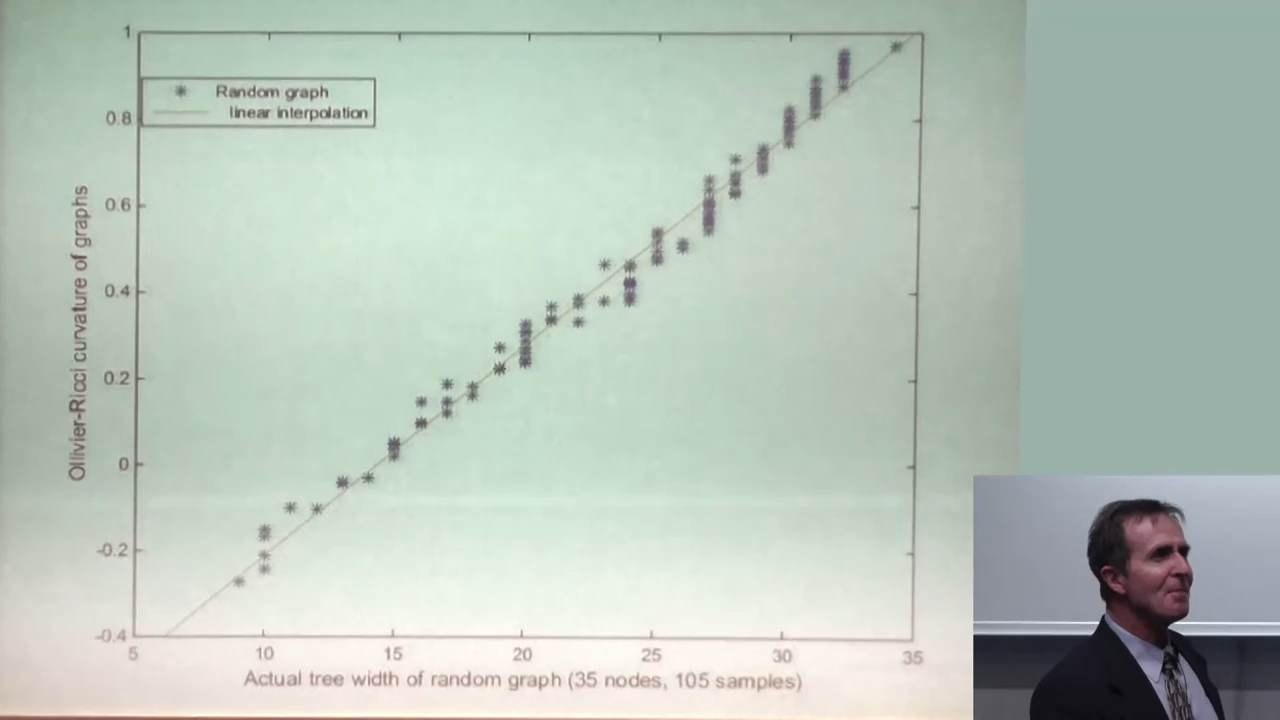 1
0.8
0.6
0.4
0.2
0
-0.2
-0.4
Random graph
linear interpolation
Ollivier-Ricci curvature of graphs
5 10 15 20 25 30 35
Actual tree width of random graph (35 nodes, 105 samples)